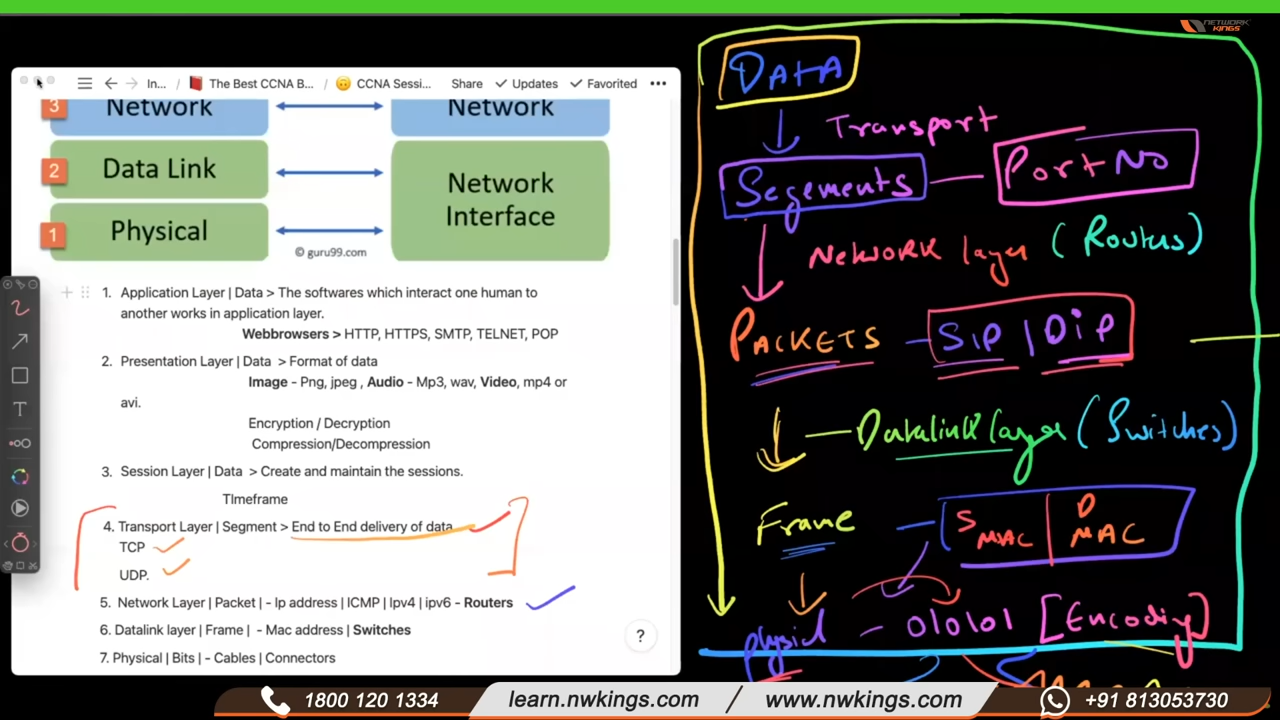 NETWORK
KINGS
In... / The Best CCNA B... / CCNA Sessi... Share Updates Favorited
3 Network Network
2 Data Link
Network
Interface
1 Physical
© guru99.com
1. Application Layer | Data > The softwares which interact one human to
another works in application layer.
Webbrowsers > HTTP, HTTPS, SMTP, TELNET, POP
2. Presentation Layer | Data > Format of data
Image - Png, jpeg , Audio - Mp3, wav, Video, mp4 or
avi.
Encryption / Decryption
Compression/Decompression
3. Session Layer | Data > Create and maintain the sessions.
TImeframe
4. Transport Layer | Segment > End to End delivery of data
TCP
UDP.
5. Network Layer | Packet | - Ip address | ICMP | Ipv4 | ipv6 - Routers
6. Datalink layer | Frame | - Mac address | Switches
7. Physical | Bits | - Cables | Connectors
?
T
DATA
Transport
Segements - Port No
Network layer (Routers)
PACKETS - SIP | DIP
- Datalink layer (Switches)
Frame - S MAC | D MAC
physicl - 010101 [Encoding]
1800 120 1334 learn.nwkings.com / www.nwkings.com +91 813053730